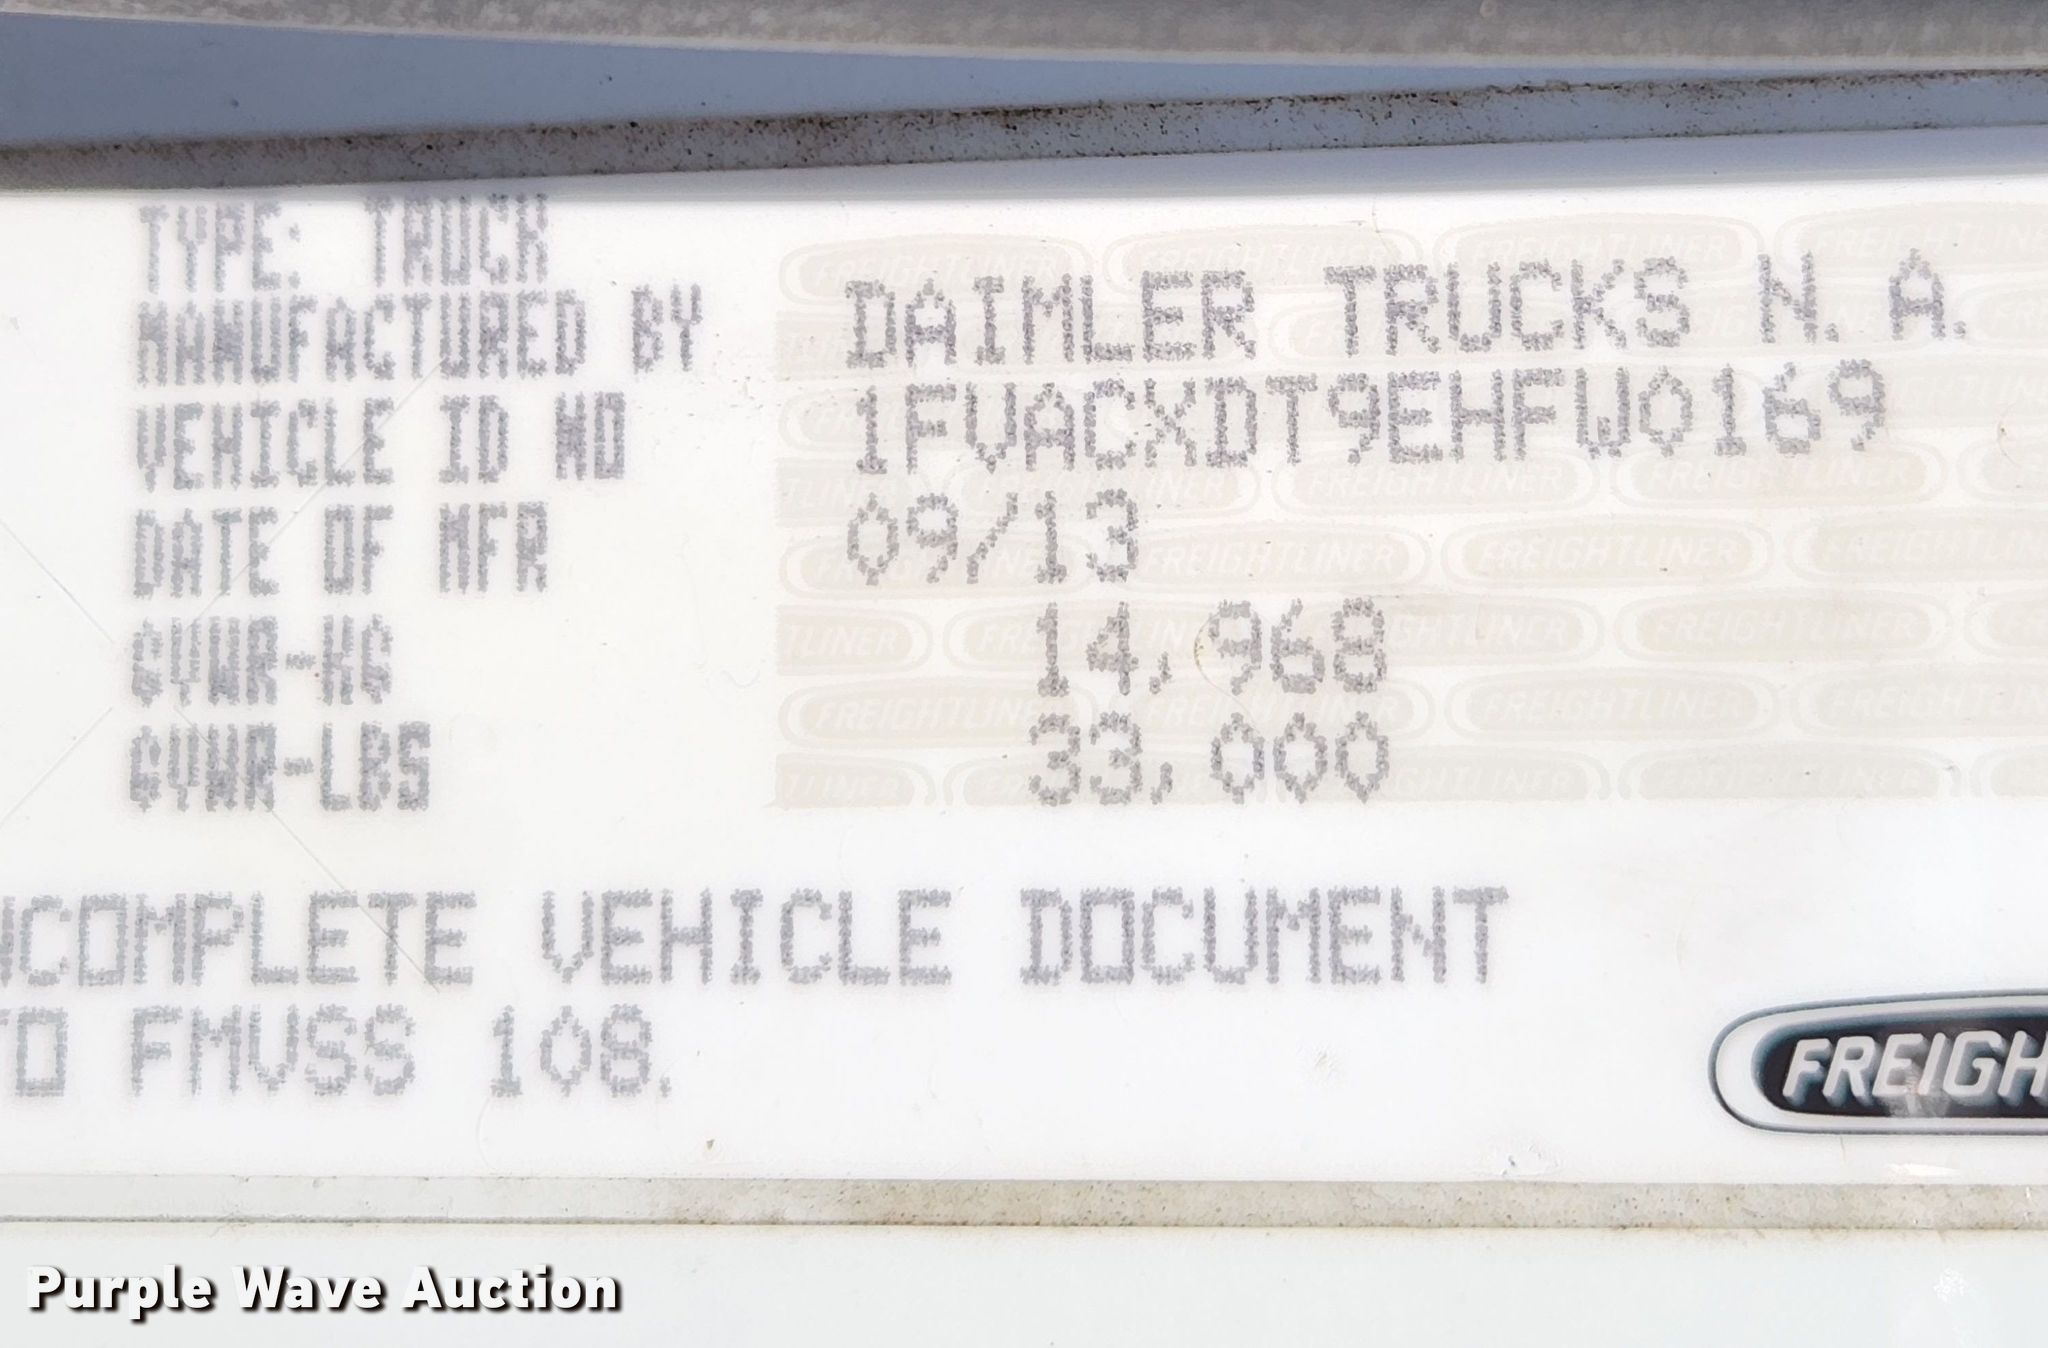 TYPE: TRUCK
MANUFACTURED BY DAIMLER TRUCKS N.A.
VEHICLE ID NO 1FVACXDT9EHFW0169
DATE OF MFR 09/13
GVWR-KG 14,968
GVWR-LBS 33,000
NCOMPLETE VEHICLE DOCUMENT
TO FMVSS 108.
FREIGH
Purple Wave Auction